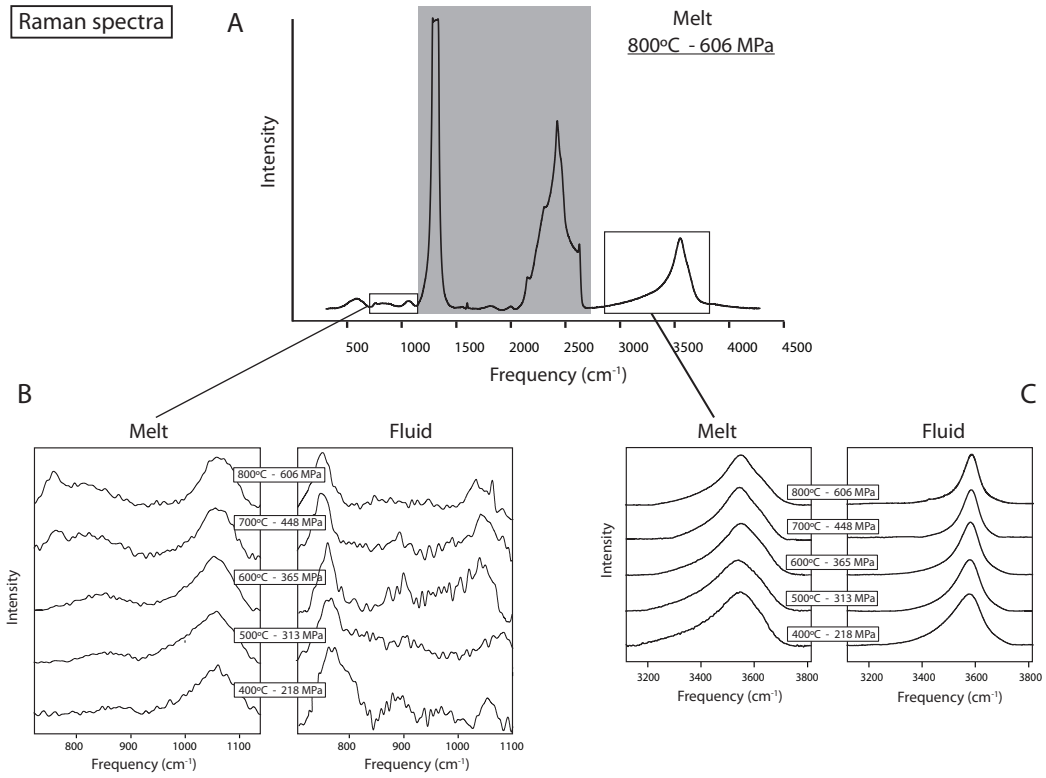 Raman spectra
A
Melt
800ºC - 606 MPa
Intensity
500 1000 1500 2000 2500 3000 3500 4000 4500
Frequency (cm-1)
B
Melt
Fluid
800ºC - 606 MPa
700ºC - 448 MPa
600ºC - 365 MPa
500ºC - 313 MPa
400ºC - 218 MPa
Intensity
800 900 1000 1100
800 900 1000 1100
Frequency (cm-1)
Frequency (cm-1)
C
Melt
Fluid
800ºC - 606 MPa
700ºC - 448 MPa
600ºC - 365 MPa
500ºC - 313 MPa
400ºC - 218 MPa
Intensity
3200 3400 3600 3800
3200 3400 3600 3800
Frequency (cm-1)
Frequency (cm-1)